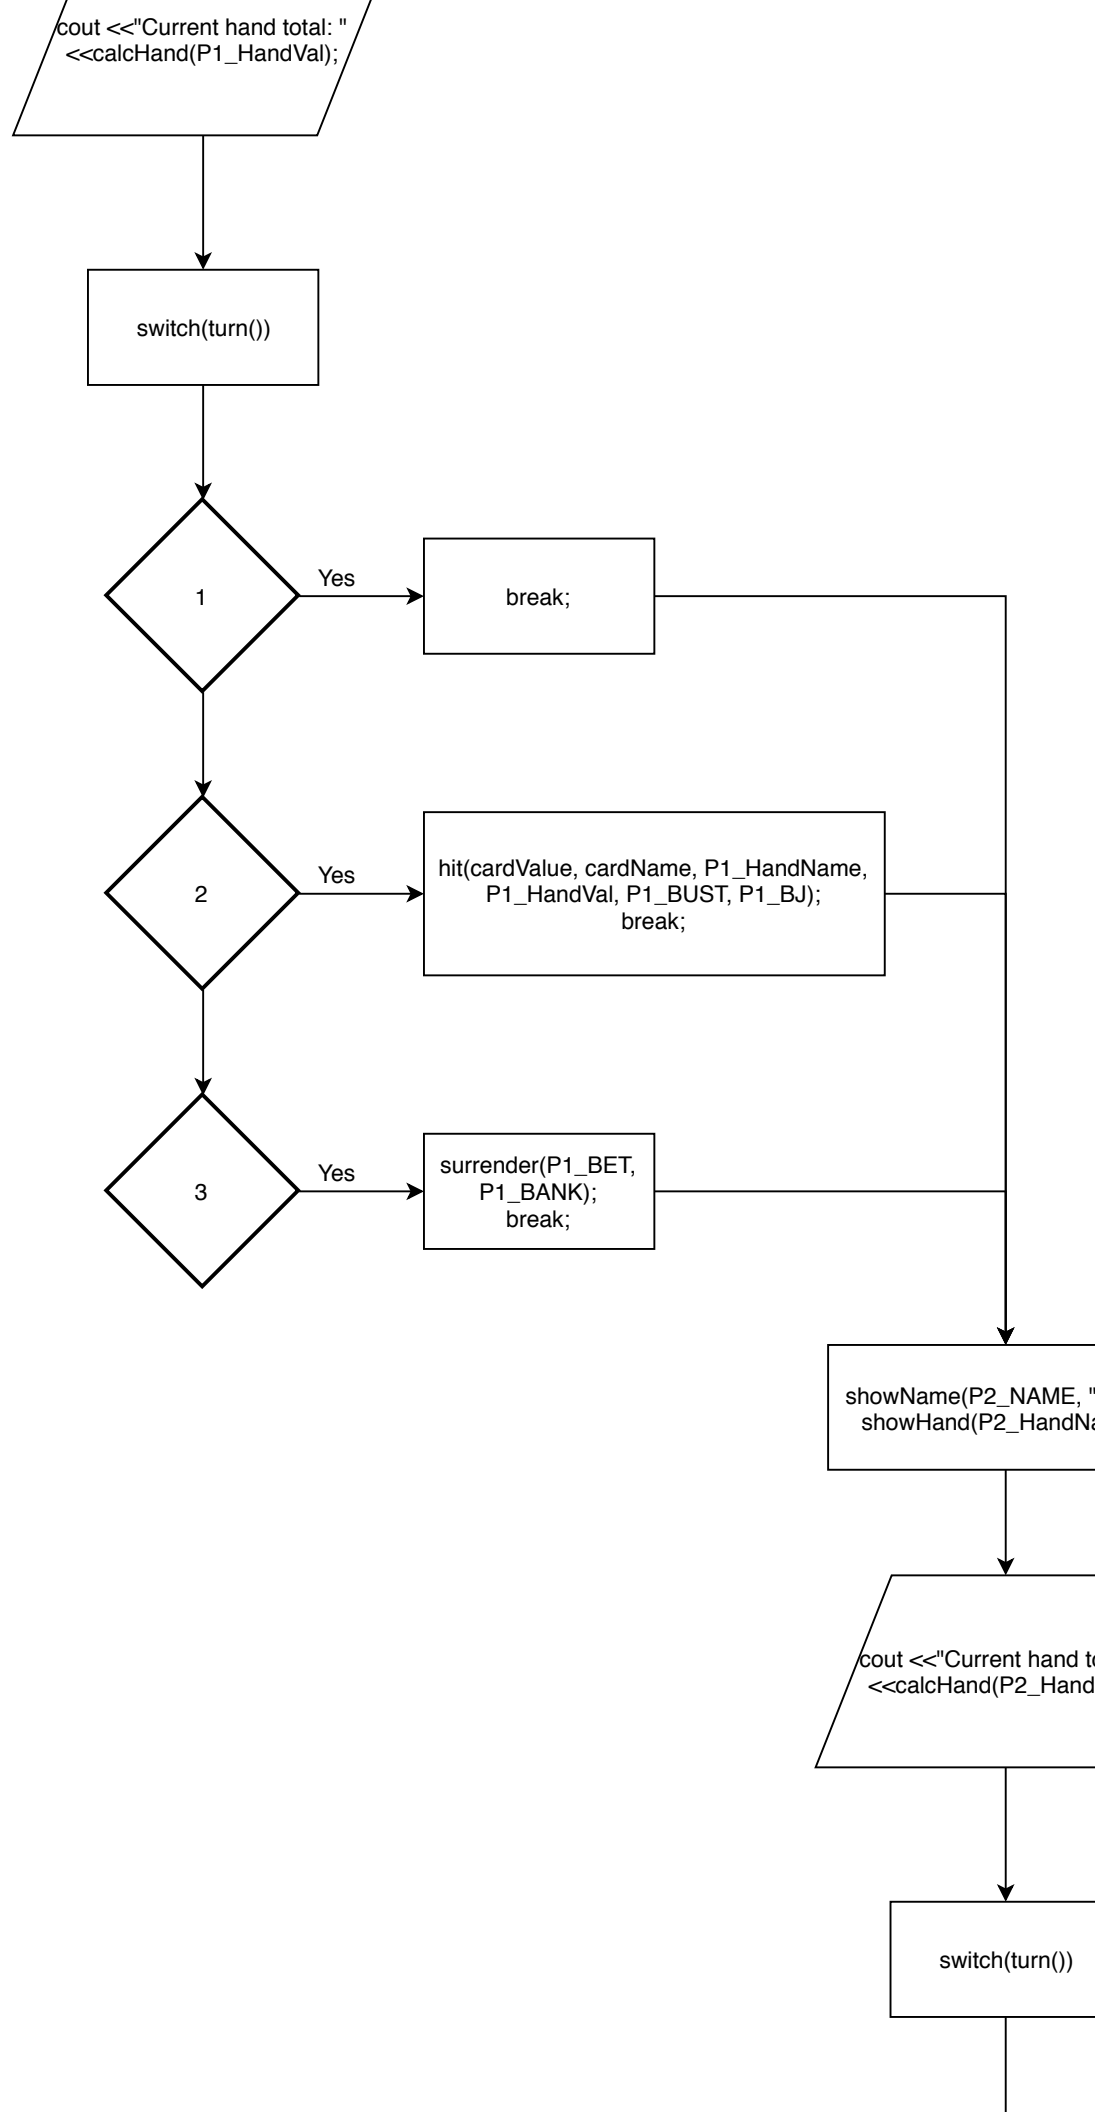 cout <<"Current hand total: "
<<calcHand(P1_HandVal);
switch(turn())
1
Yes
break;
2
Yes
hit(cardValue, cardName, P1_HandName,
P1_HandVal, P1_BUST, P1_BJ);
break;
3
Yes
surrender(P1_BET,
P1_BANK);
break;
showName(P2_NAME, "
showHand(P2_HandNa
cout <<"Current hand to
<<calcHand(P2_Hand
switch(turn())